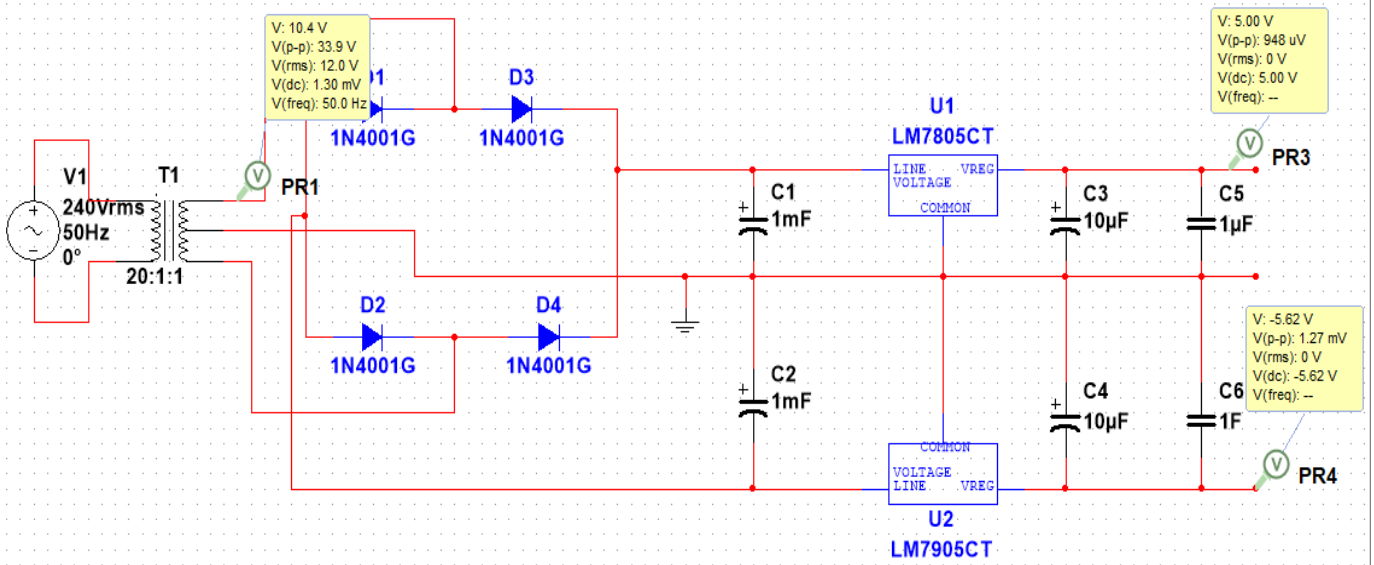 V: 10.4 V
V(p-p): 33.9 V
V(rms): 12.0 V
V(dc): 1.30 mV
V(freq): 50.0 Hz
PR1
V1
240Vrms
50Hz
0°
T1
20:1:1
1N4001G
D3
1N4001G
D2
1N4001G
D4
1N4001G
C1
1mF
C2
1mF
U1
LM7805CT
LINE VREG
VOLTAGE
COMMON
C3
10µF
C5
1µF
V: 5.00 V
V(p-p): 948 uV
V(rms): 0 V
V(dc): 5.00 V
V(freq): --
PR3
COMMON
VOLTAGE
LINE VREG
U2
LM7905CT
C4
10µF
C6
1F
V: -5.62 V
V(p-p): 1.27 mV
V(rms): 0 V
V(dc): -5.62 V
V(freq): --
PR4